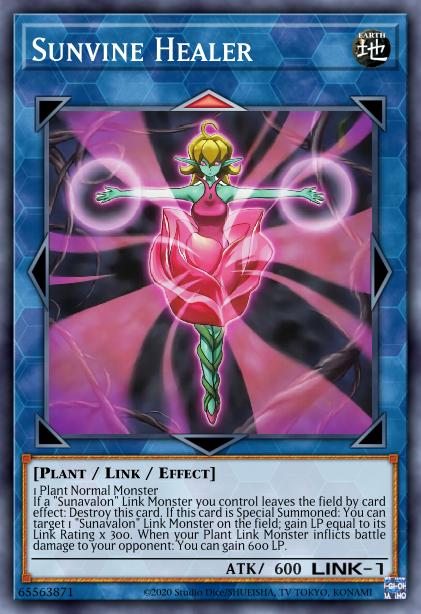 SUNVINE HEALER
EARTH
地
[PLANT / LINK / EFFECT]
1 Plant Normal Monster
If a "Sunavalon" Link Monster you control leaves the field by card
effect: Destroy this card. If this card is Special Summoned: You can
target 1 "Sunavalon" Link Monster on the field; gain LP equal to its
Link Rating x 300. When your Plant Link Monster inflicts battle
damage to your opponent: You can gain 600 LP.
ATK/ 600 LINK-1
65563871
©2020 Studio Dice/SHUEISHA, TV TOKYO, KONAMI